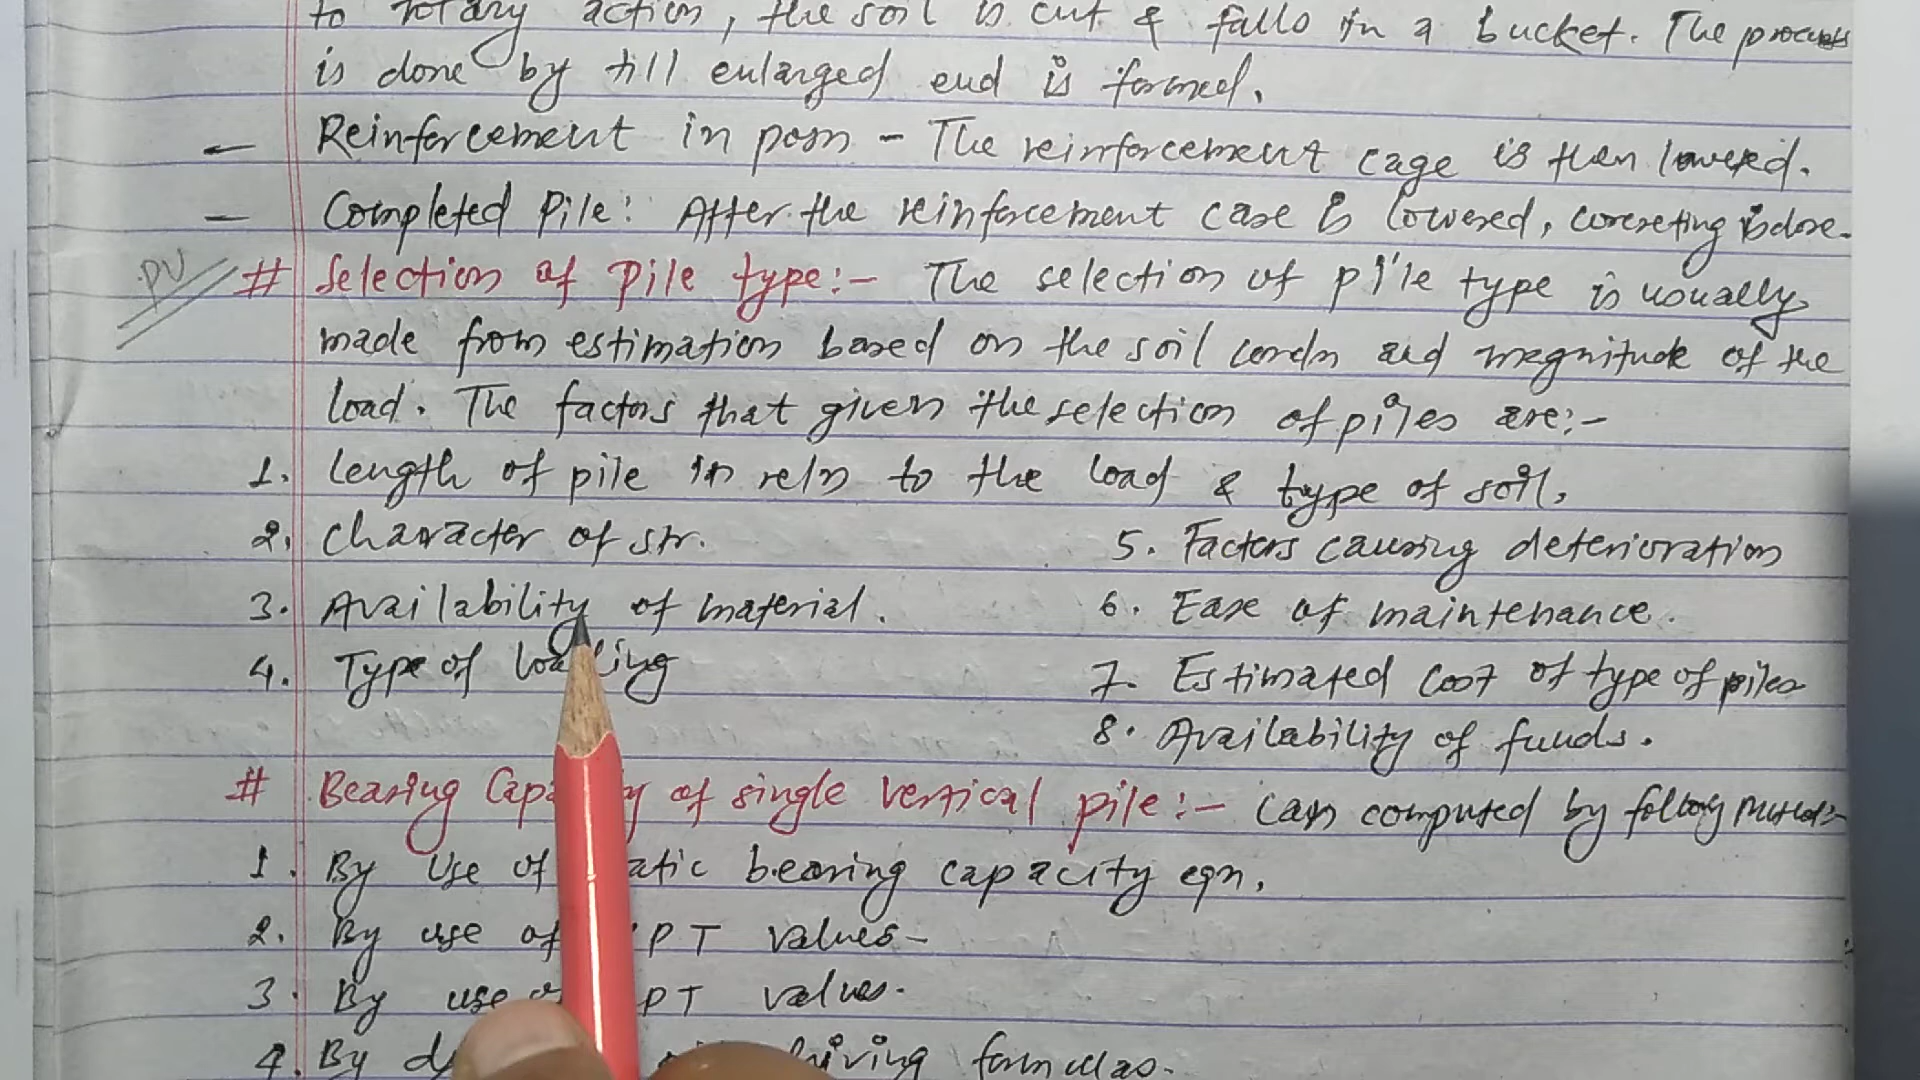 to rotary action, the soil is cut & falls in a bucket. The process
is done by till enlarged end is formed.
— Reinforcement in posn – The reinforcement cage is then lowered.
— Completed Pile: After the reinforcement case is lowered, concreting is done.
PU
# Selection of Pile type:– The selection of pile type is usually
made from estimation based on the soil condn and magnitude of the
load. The factors that given the selection of piles are:–
1. length of pile in reln to the load & type of soil.
2. character of str.
3. Availability of material.
4. Type of
5. Factors causing deterioration
6. Ease of maintenance.
7. Estimated cost of type of piles
8. Availability of funds.
# Bearing of single vertical pile:– Can computed by
1. By Use of bearing capacity eqn.
2. By use of PT values–
3. By use PT values.
4. By formulas.